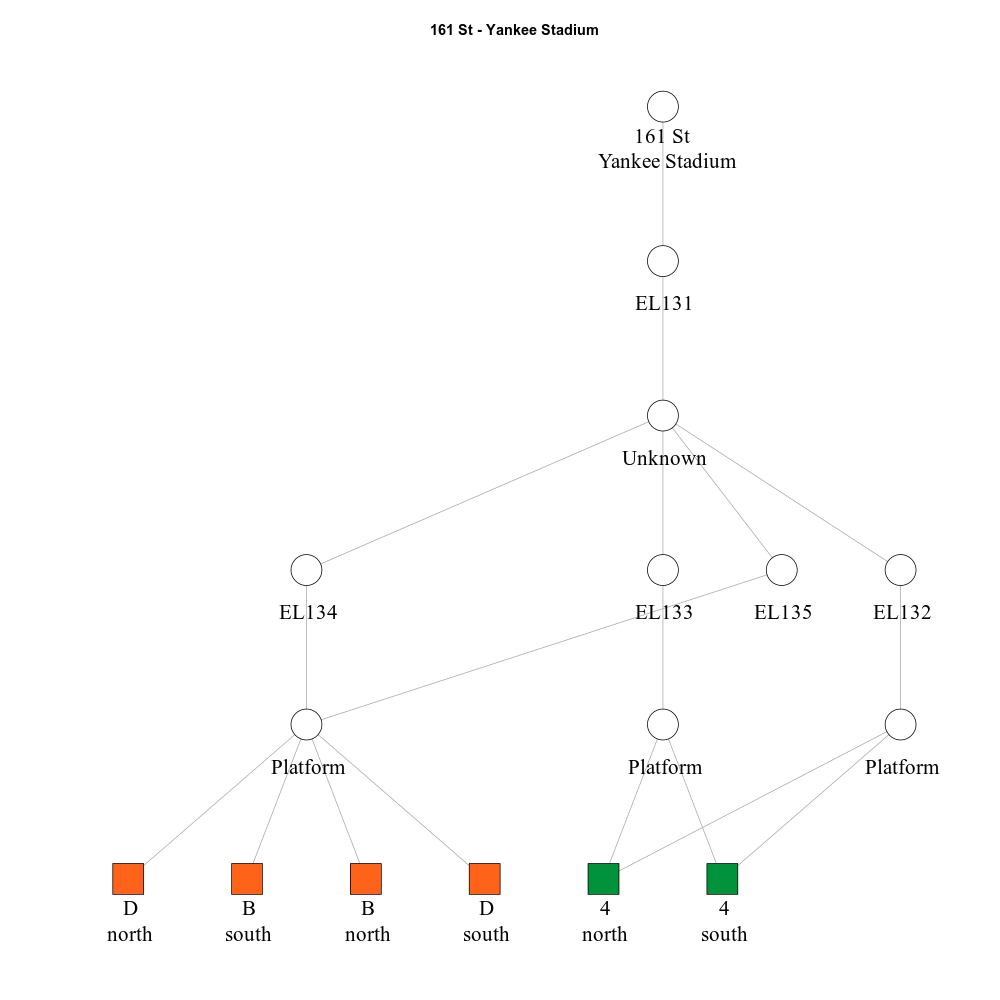 161 St - Yankee Stadium
161 St
Yankee Stadium
EL131
Unknown
EL134
EL133
EL135
EL132
Platform
Platform
Platform
D
north
B
south
B
north
D
south
4
north
4
south